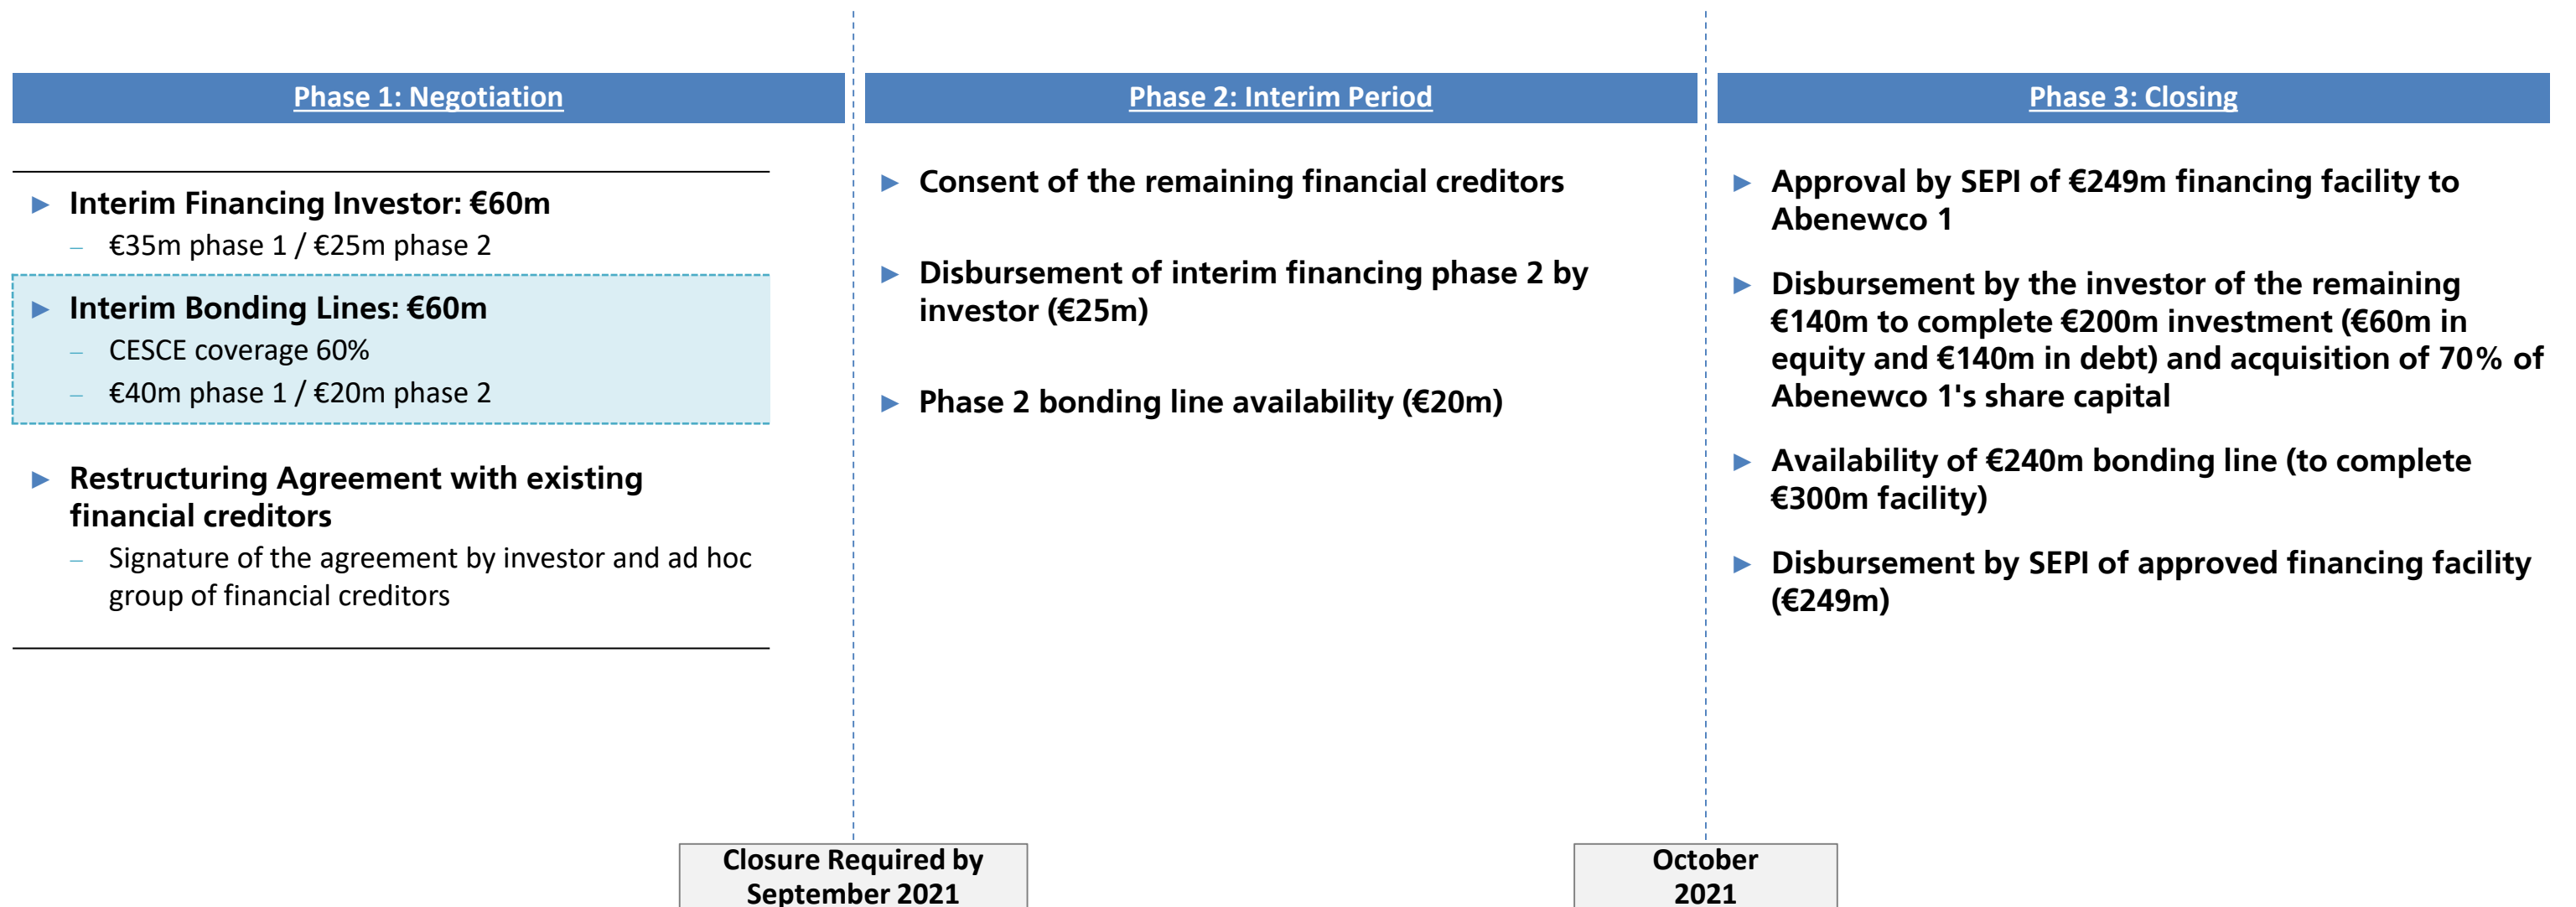 Phase 1: Negotiation
► Interim Financing Investor: €60m
– €35m phase 1 / €25m phase 2
► Interim Bonding Lines: €60m
– CESCE coverage 60%
– €40m phase 1 / €20m phase 2
► Restructuring Agreement with existing
financial creditors
– Signature of the agreement by investor and ad hoc
group of financial creditors
Phase 2: Interim Period
► Consent of the remaining financial creditors
► Disbursement of interim financing phase 2 by
investor (€25m)
► Phase 2 bonding line availability (€20m)
Phase 3: Closing
► Approval by SEPI of €249m financing facility to
Abenewco 1
► Disbursement by the investor of the remaining
€140m to complete €200m investment (€60m in
equity and €140m in debt) and acquisition of 70% of
Abenewco 1's share capital
► Availability of €240m bonding line (to complete
€300m facility)
► Disbursement by SEPI of approved financing facility
(€249m)
Closure Required by
September 2021
October
2021